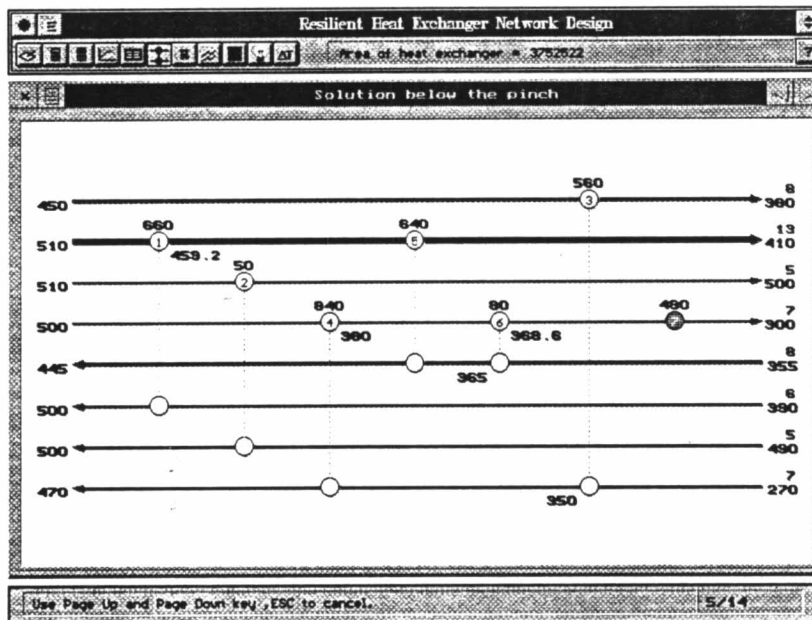 Resilient Heat Exchanger Network Design
ΔT
Area of heat exchanger = 3752622
Solution below the pinch
450 560 3 8 380
510 660 1 459.2 640 5 13 410
510 50 2 5 500
500 840 4 380 80 6 368.6 480 7 300
445 365 8 355
500 6 390
500 5 490
470 350 7 270
Use Page Up and Page Down key ,ESC to cancel.
5/14